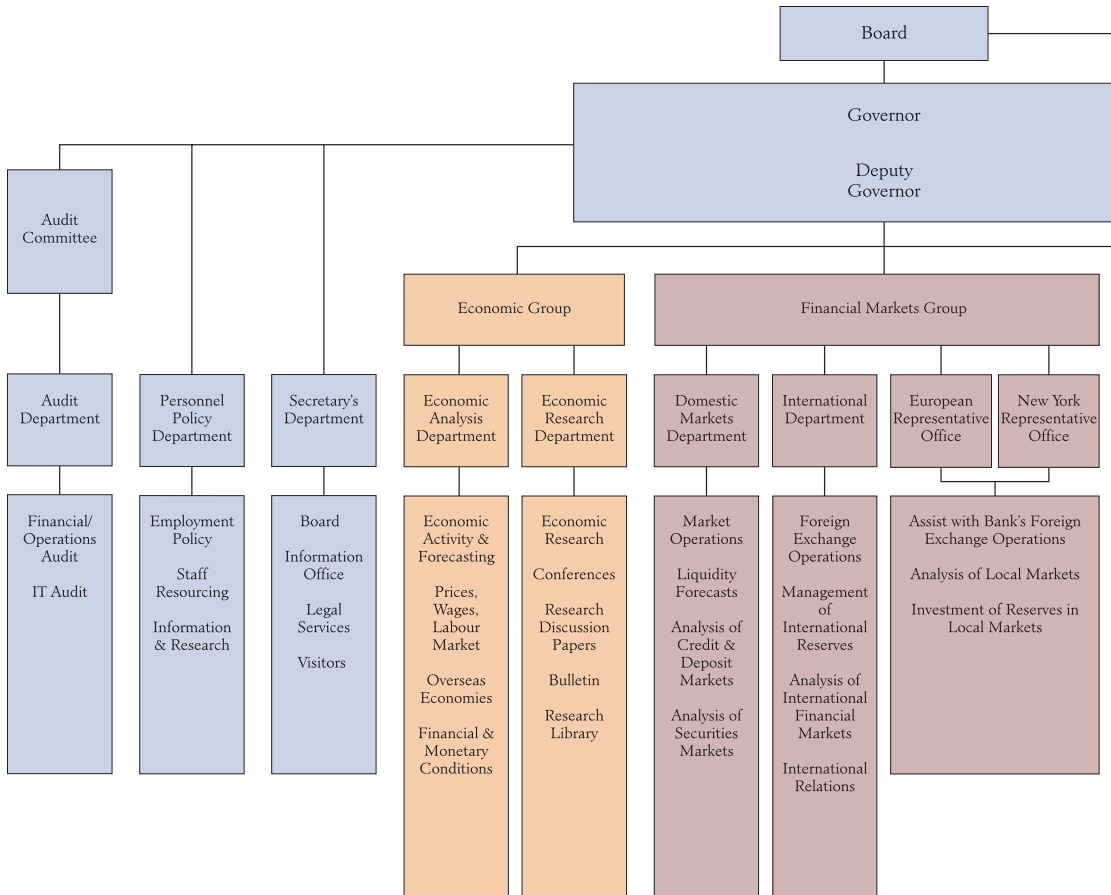 Board
Governor
Deputy
Governor
Audit
Committee
Economic Group
Financial Markets Group
Audit
Department
Personnel
Policy
Department
Secretary's
Department
Economic
Analysis
Department
Economic
Research
Department
Domestic
Markets
Department
International
Department
European
Representative
Office
New York
Representative
Office
Financial/
Operations
Audit
IT Audit
Employment
Policy
Staff
Resourcing
Information
& Research
Board
Information
Office
Legal
Services
Visitors
Economic
Activity &
Forecasting
Prices,
Wages,
Labour
Market
Overseas
Economies
Financial &
Monetary
Conditions
Economic
Research
Conferences
Research
Discussion
Papers
Bulletin
Research
Library
Market
Operations
Liquidity
Forecasts
Analysis of
Credit &
Deposit
Markets
Analysis of
Securities
Markets
Foreign
Exchange
Operations
Management
of
International
Reserves
Analysis of
International
Financial
Markets
International
Relations
Assist with Bank's Foreign
Exchange Operations
Analysis of Local Markets
Investment of Reserves in
Local Markets